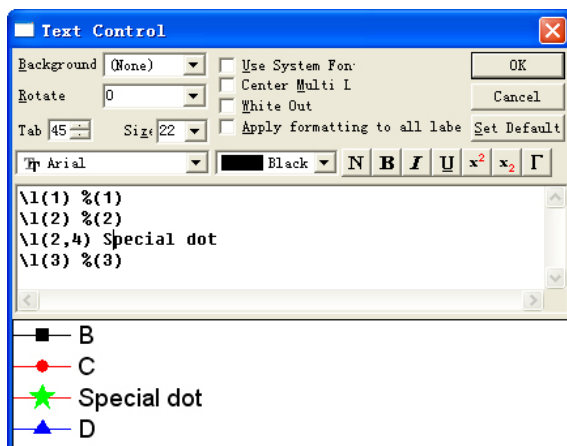 Text Control
Background (None)
Use System Fon
OK
Center Multi L
Rotate 0
White Out
Cancel
Tab 45 Size 22
Apply formatting to all labe
Set Default
Arial Black N B I U x² x₂ Γ
\l(1) %(1)
\l(2) %(2)
\l(2,4) Special dot
\l(3) %(3)
B
C
Special dot
D